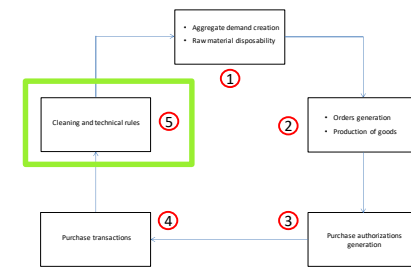 • Aggregate demand creation
• Raw material disposability
1
Cleaning and technical rules
5
2
• Orders generation
• Production of goods
4
3
Purchase transactions
Purchase authorizations
generation